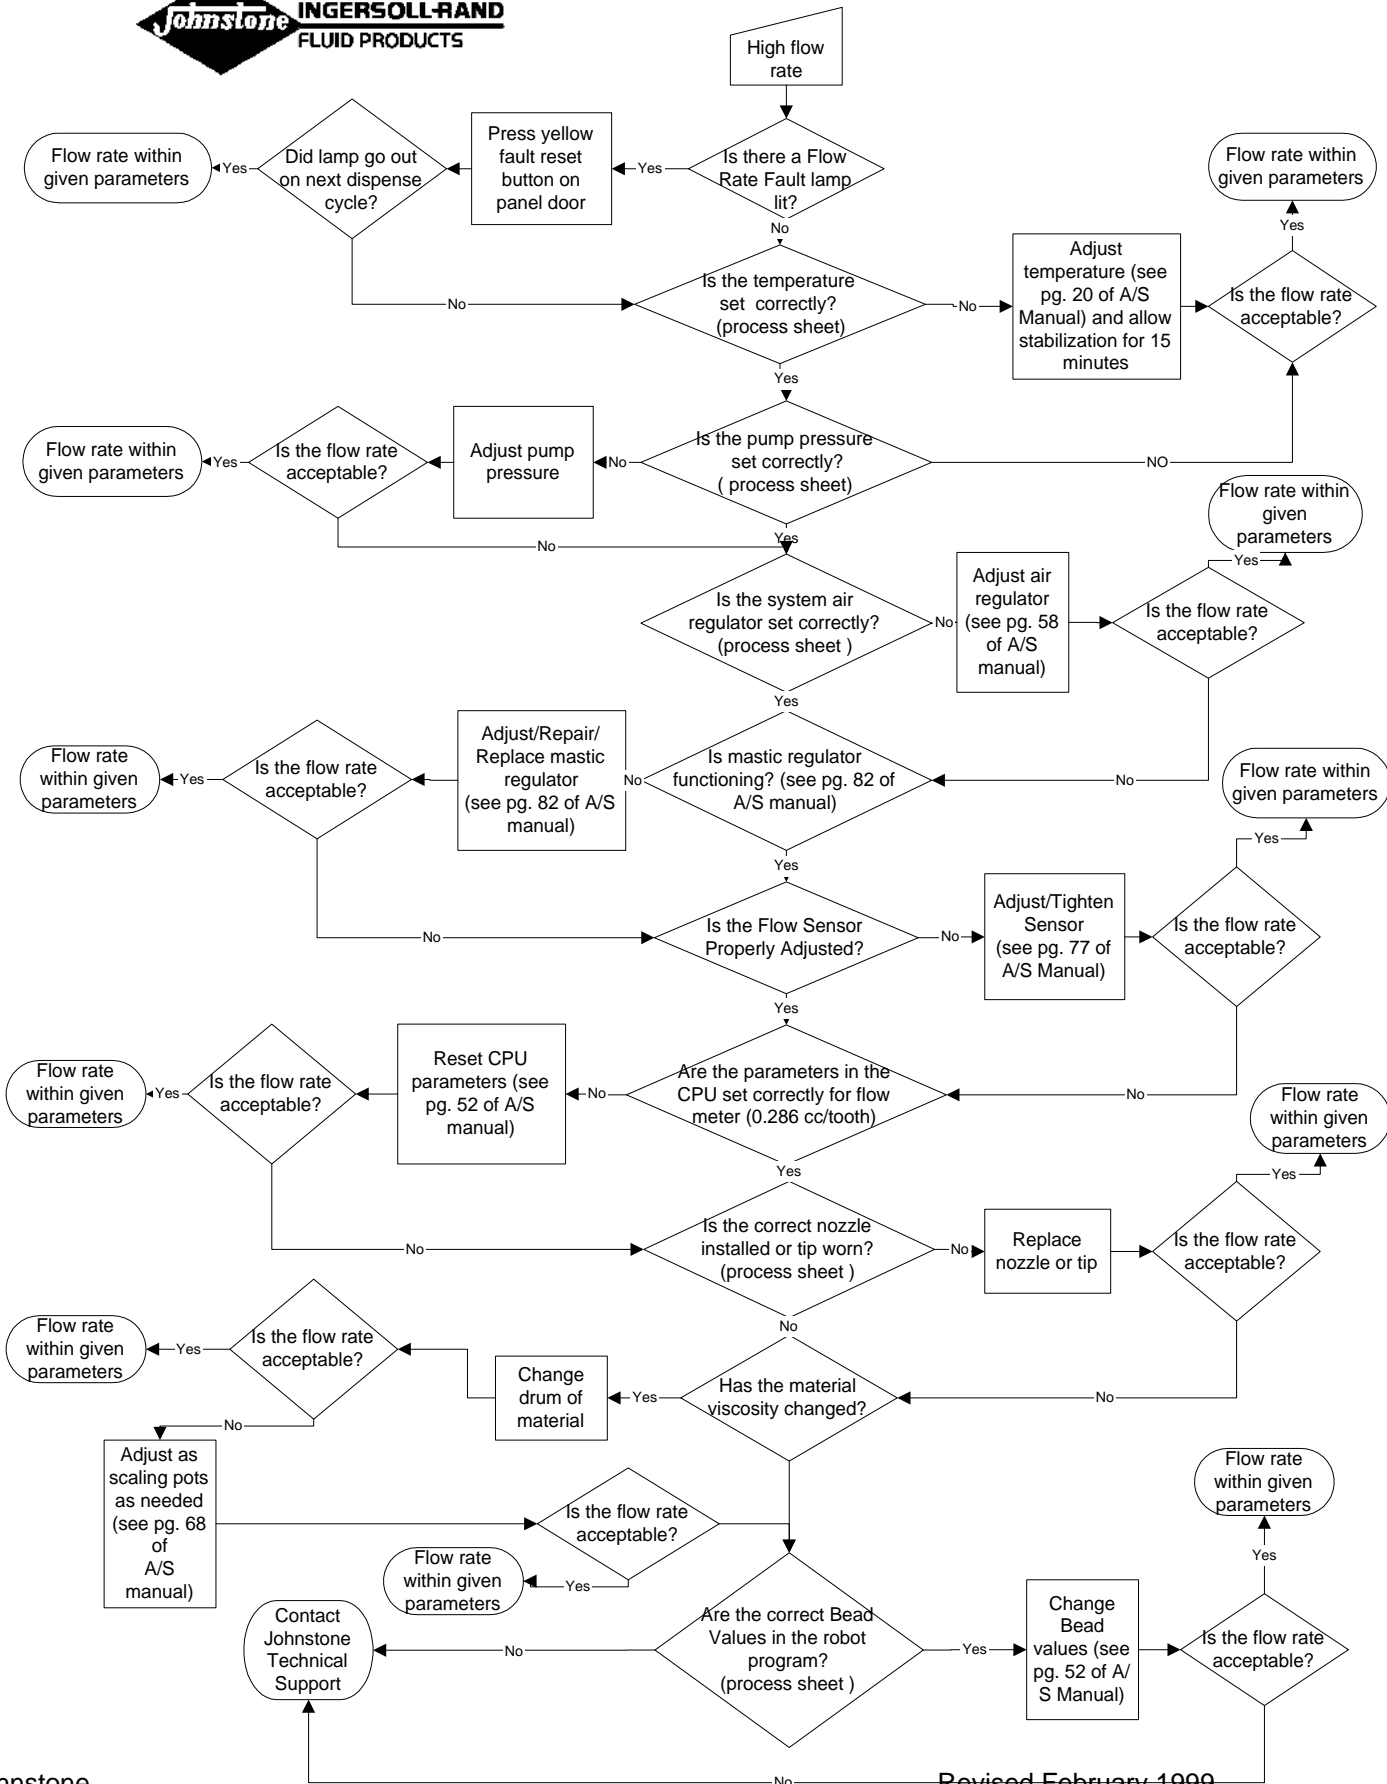 Johnstone
INGERSOLL-RAND
FLUID PRODUCTS
High flow
rate
Is there a Flow
Rate Fault lamp
lit?
Yes
Press yellow
fault reset
button on
panel door
Did lamp go out
on next dispense
cycle?
Yes
Flow rate within
given parameters
No
No
Is the temperature
set correctly?
(process sheet)
No
Adjust
temperature (see
pg. 20 of A/S
Manual) and allow
stabilization for 15
minutes
Is the flow rate
acceptable?
Yes
Flow rate within
given parameters
Yes
Is the pump pressure
set correctly?
( process sheet)
NO
No
Adjust pump
pressure
Is the flow rate
acceptable?
Yes
Flow rate within
given parameters
No
Yes
Is the system air
regulator set correctly?
(process sheet )
No
Adjust air
regulator
(see pg. 58
of A/S
manual)
Is the flow rate
acceptable?
Yes
Flow rate within
given
parameters
No
Yes
Is mastic regulator
functioning? (see pg. 82 of
A/S manual)
No
Adjust/Repair/
Replace mastic
regulator
(see pg. 82 of A/S
manual)
Is the flow rate
acceptable?
Yes
Flow rate
within given
parameters
No
Yes
Is the Flow Sensor
Properly Adjusted?
No
Adjust/Tighten
Sensor
(see pg. 77 of
A/S Manual)
Is the flow rate
acceptable?
Yes
Flow rate within
given parameters
No
Yes
Are the parameters in the
CPU set correctly for flow
meter (0.286 cc/tooth)
No
Reset CPU
parameters (see
pg. 52 of A/S
manual)
Is the flow rate
acceptable?
Yes
Flow rate
within given
parameters
No
Yes
Is the correct nozzle
installed or tip worn?
(process sheet )
No
Replace
nozzle or tip
Is the flow rate
acceptable?
Yes
Flow rate
within given
parameters
No
No
Has the material
viscosity changed?
Yes
Change
drum of
material
Is the flow rate
acceptable?
Yes
Flow rate
within given
parameters
No
Adjust as
scaling pots
as needed
(see pg. 68
of
A/S
manual)
Is the flow rate
acceptable?
Yes
Flow rate
within given
parameters
Are the correct Bead
Values in the robot
program?
(process sheet )
No
Contact
Johnstone
Technical
Support
Yes
Change
Bead
values (see
pg. 52 of A/
S Manual)
Is the flow rate
acceptable?
Yes
Flow rate
within given
parameters
No
hnstone
Revised February 1999